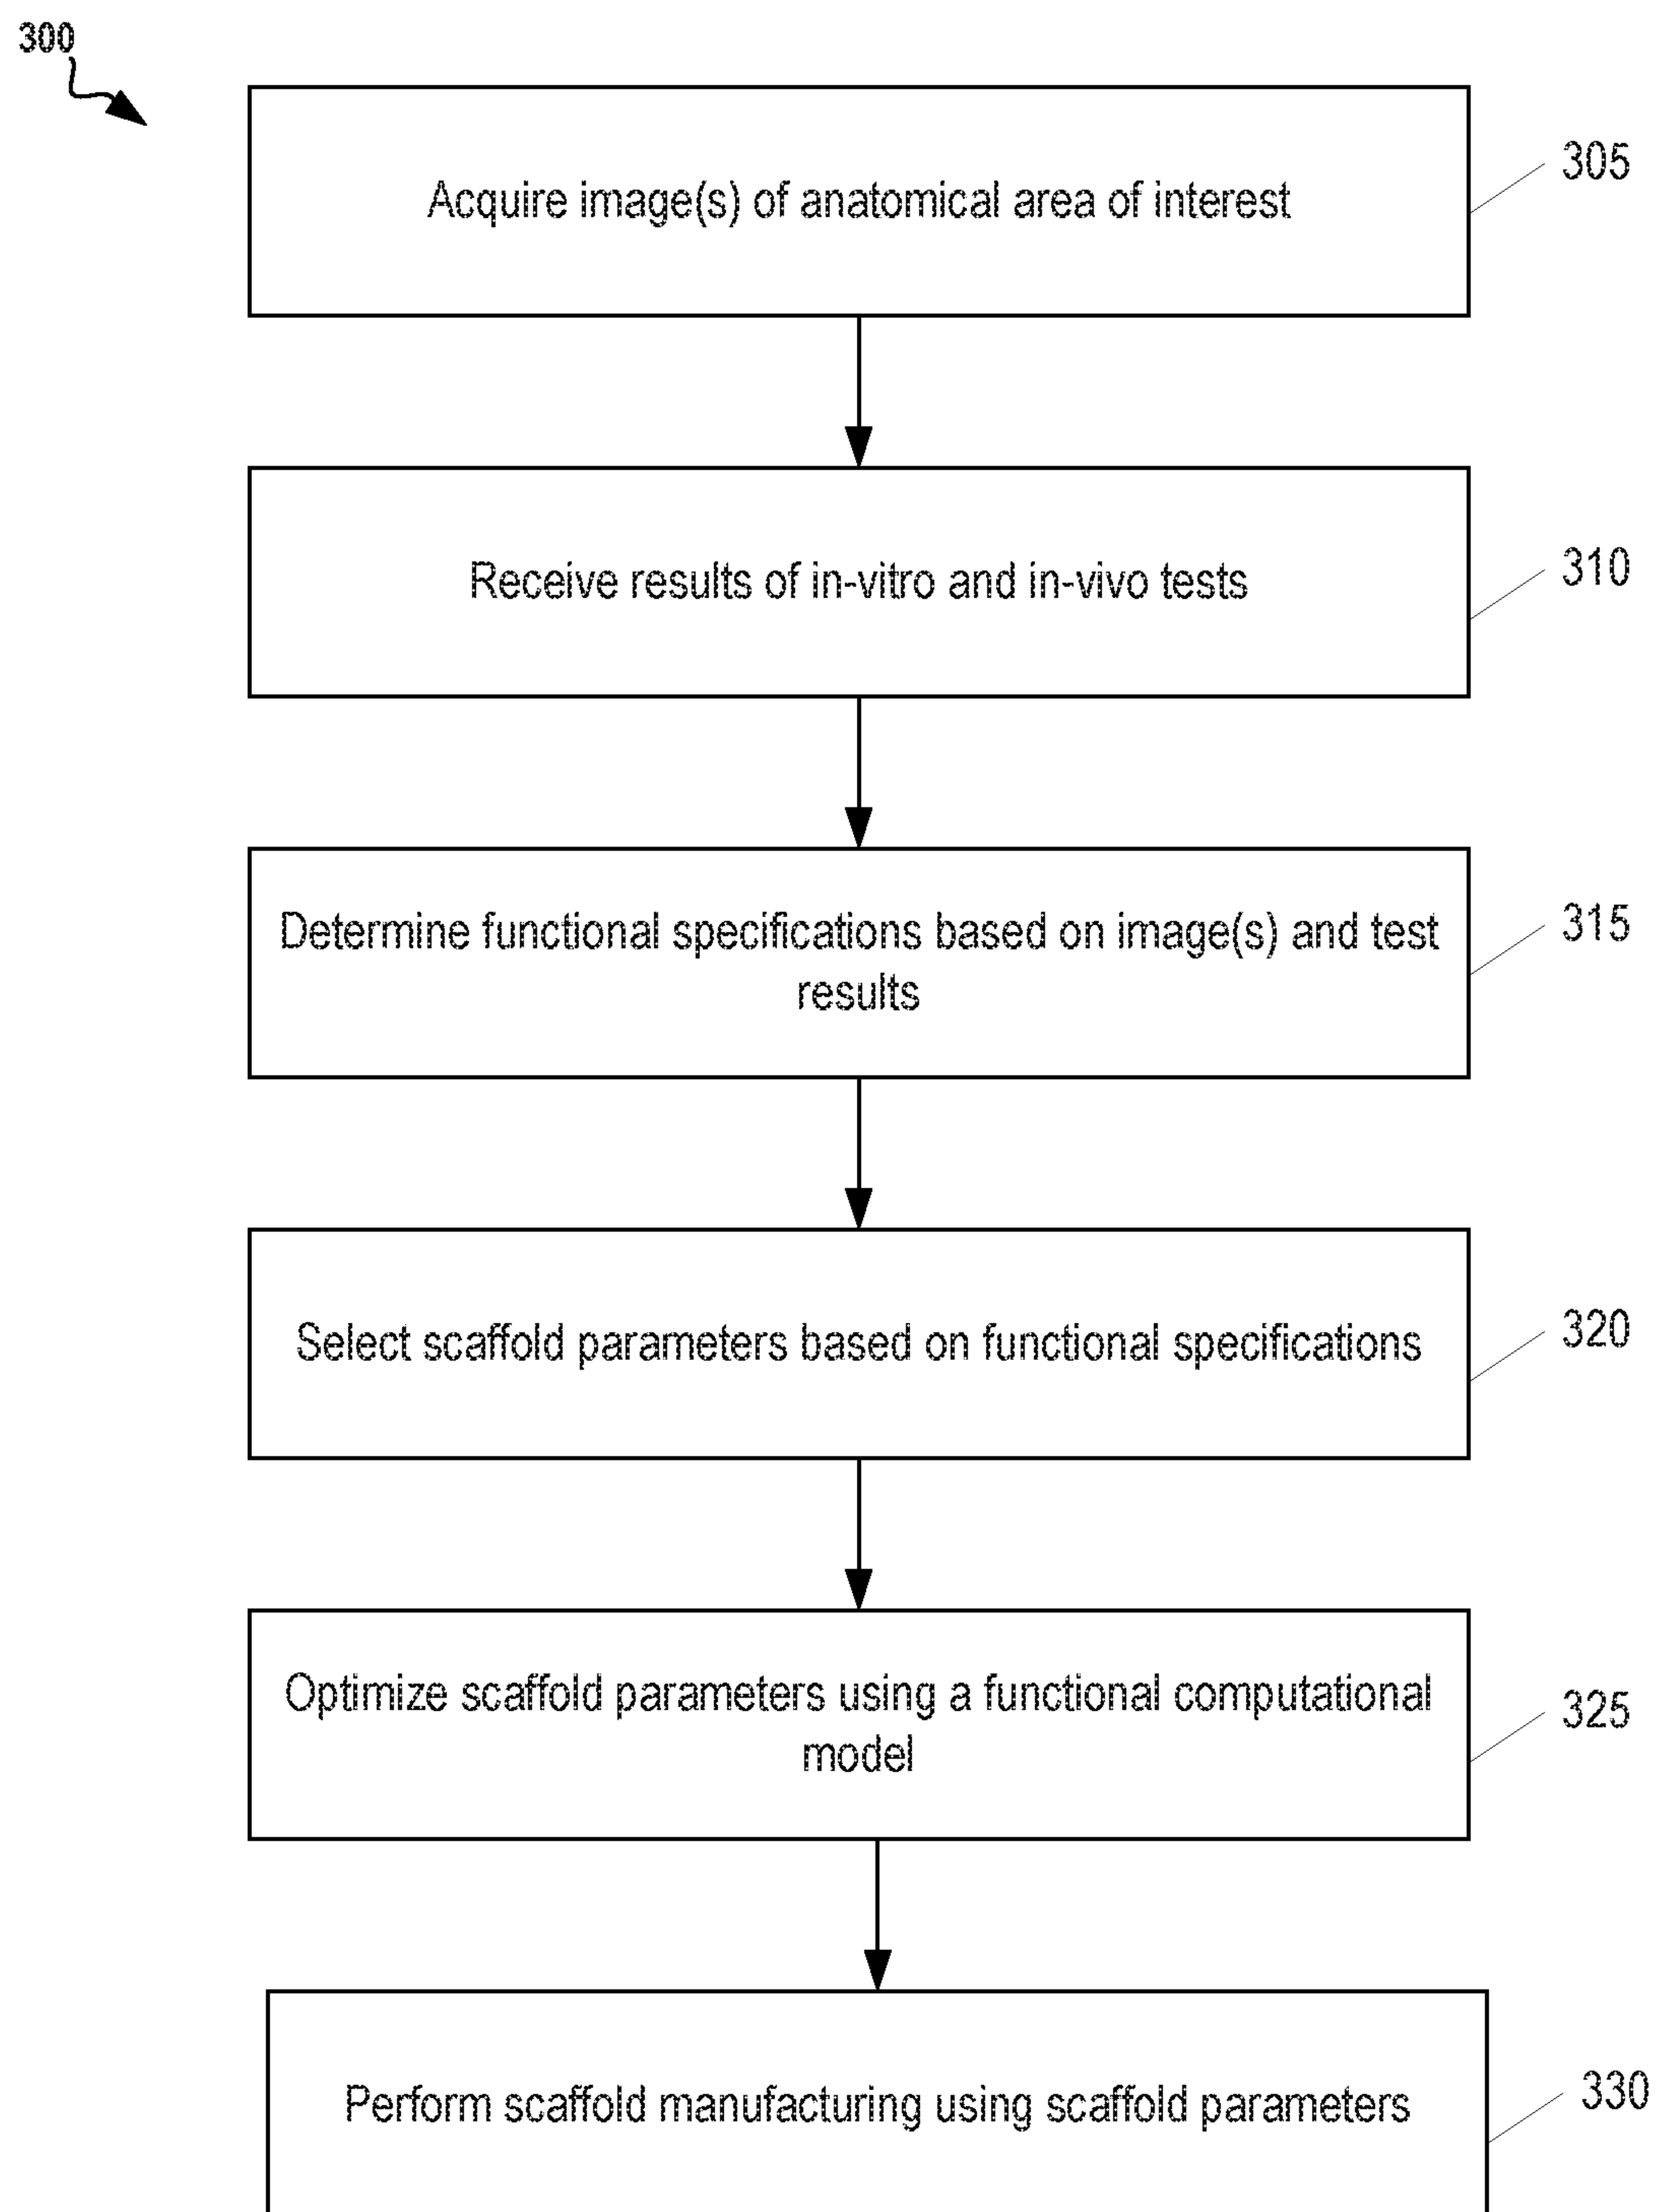 300
Acquire image(s) of anatomical area of interest
305
Receive results of in-vitro and in-vivo tests
310
Determine functional specifications based on image(s) and test
results
315
Select scaffold parameters based on functional specifications
320
Optimize scaffold parameters using a functional computational
model
325
Perform scaffold manufacturing using scaffold parameters
330